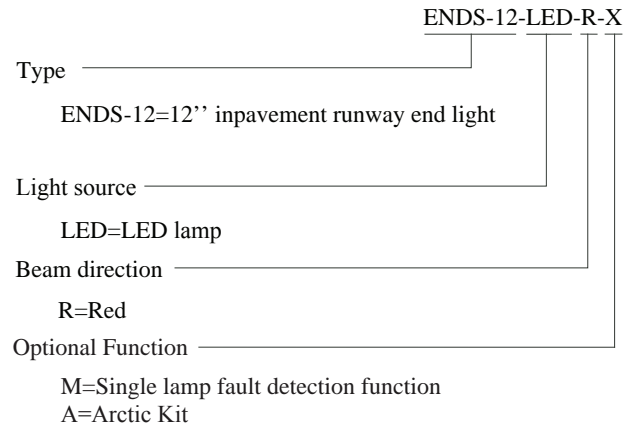 ENDS-12-LED-R-X
Type
ENDS-12=12’’ inpavement runway end light
Light source
LED=LED lamp
Beam direction
R=Red
Optional Function
M=Single lamp fault detection function
A=Arctic Kit